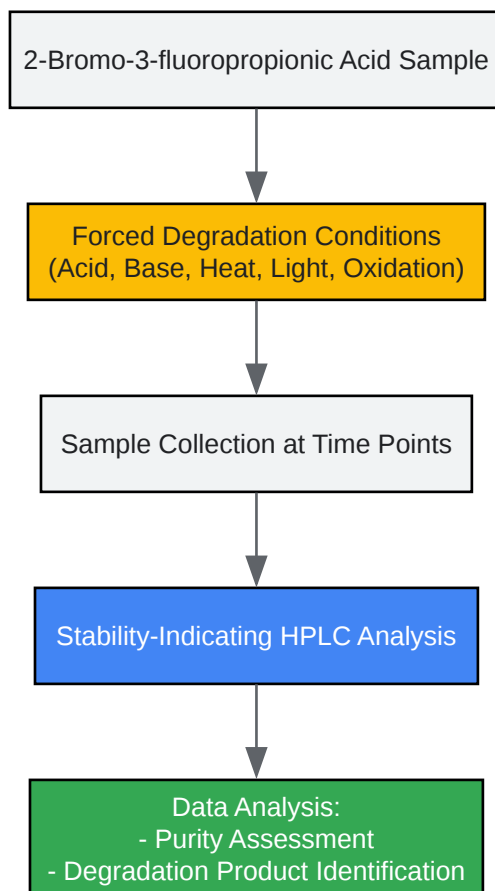 2-Bromo-3-fluoropropionic Acid Sample
Forced Degradation Conditions
(Acid, Base, Heat, Light, Oxidation)
Sample Collection at Time Points
Stability-Indicating HPLC Analysis
Data Analysis:
- Purity Assessment
- Degradation Product Identification